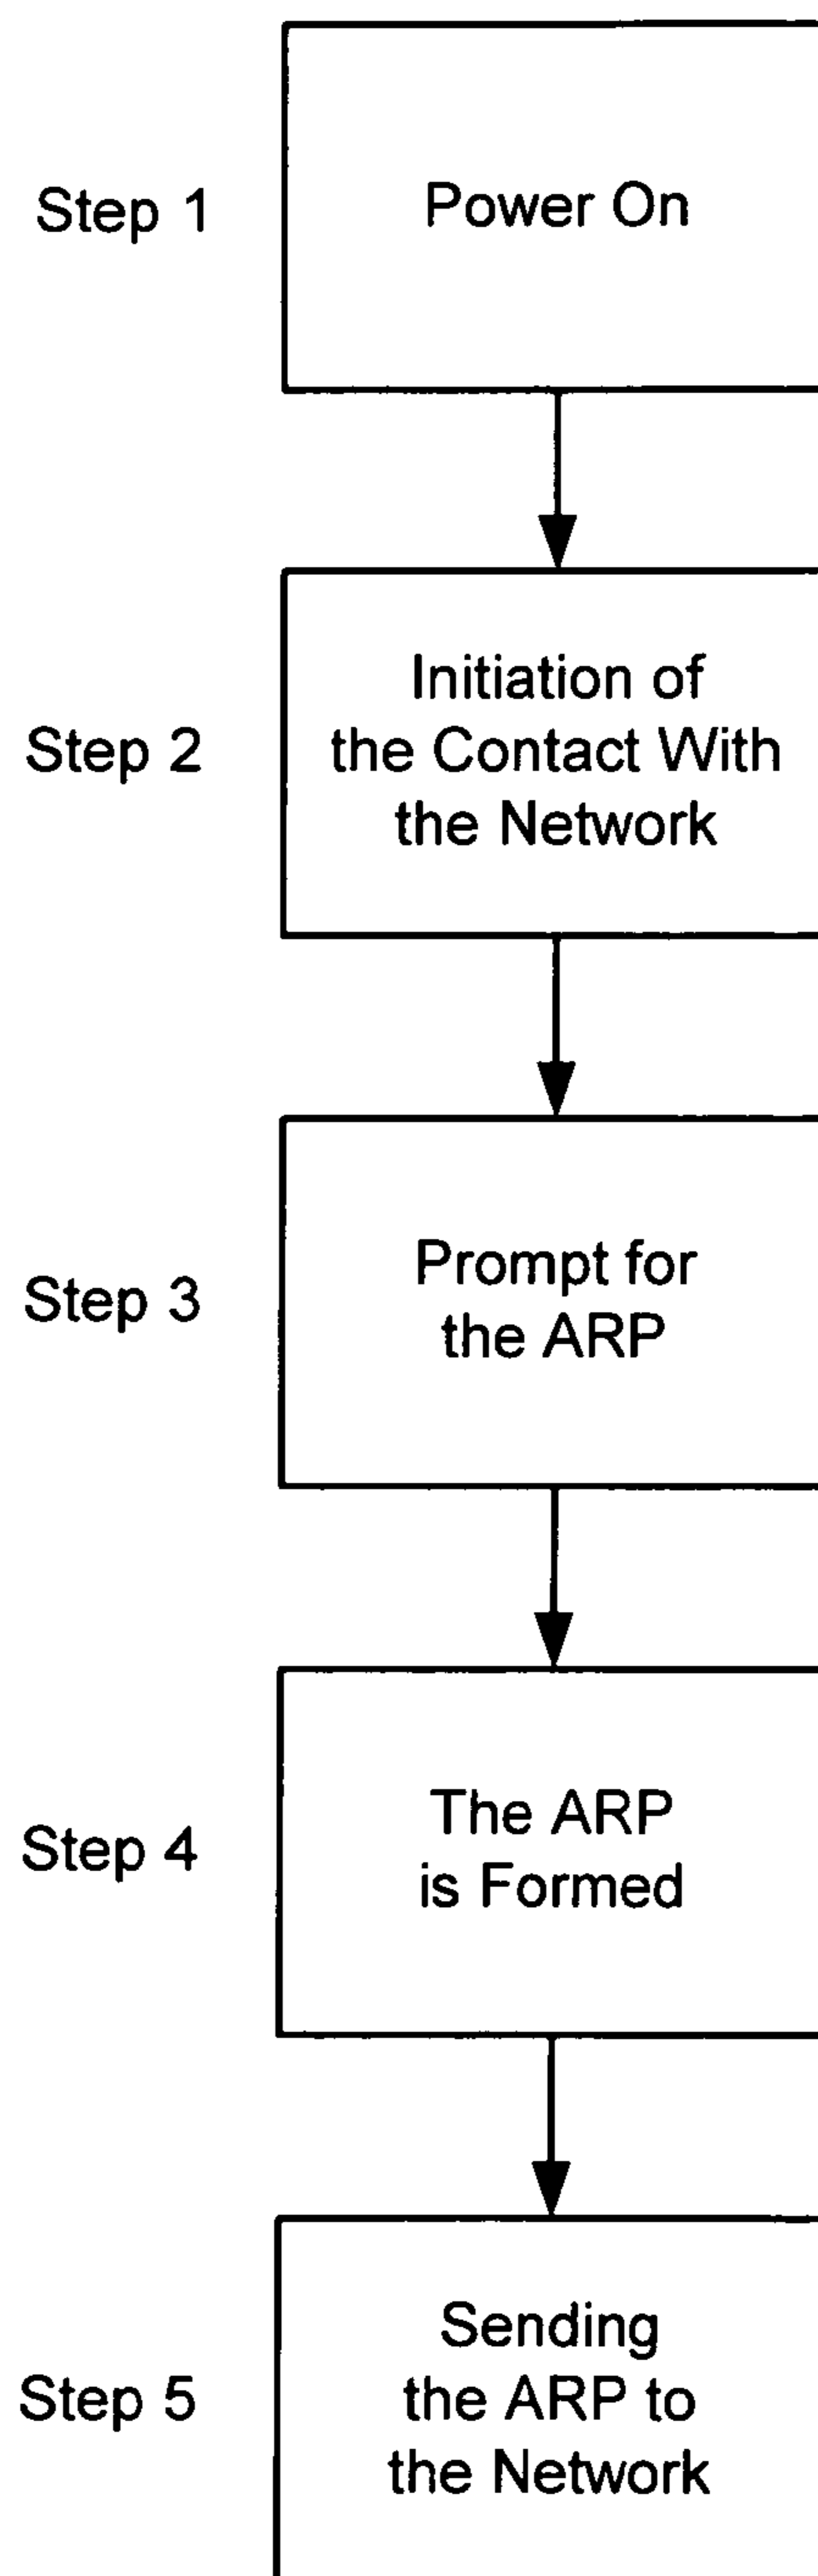 Step 1
Power On
Step 2
Initiation of
the Contact With
the Network
Step 3
Prompt for
the ARP
Step 4
The ARP
is Formed
Step 5
Sending
the ARP to
the Network